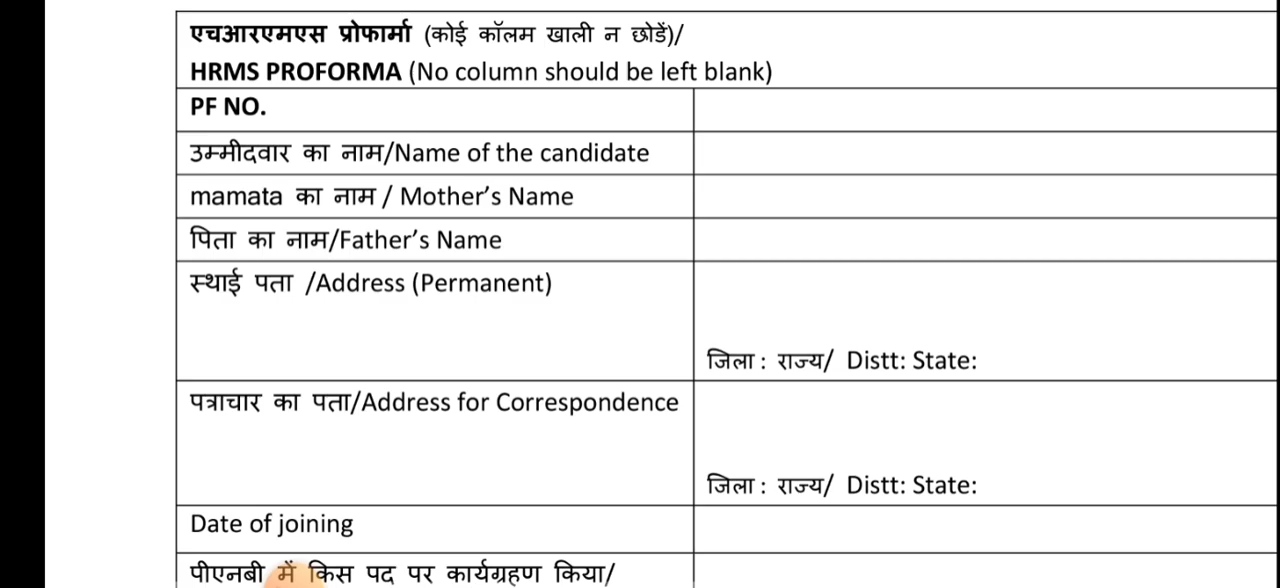 एचआरएमएस प्रोफार्मा (कोई कॉलम खाली न छोडें)/
HRMS PROFORMA (No column should be left blank)
PF NO.
उम्मीदवार का नाम/Name of the candidate
mamata का नाम / Mother’s Name
पिता का नाम/Father’s Name
स्थाई पता /Address (Permanent)
जिला : राज्य/ Distt: State:
पत्राचार का पता/Address for Correspondence
जिला : राज्य/ Distt: State:
Date of joining
पीएनबी में किस पद पर कार्यग्रहण किया/